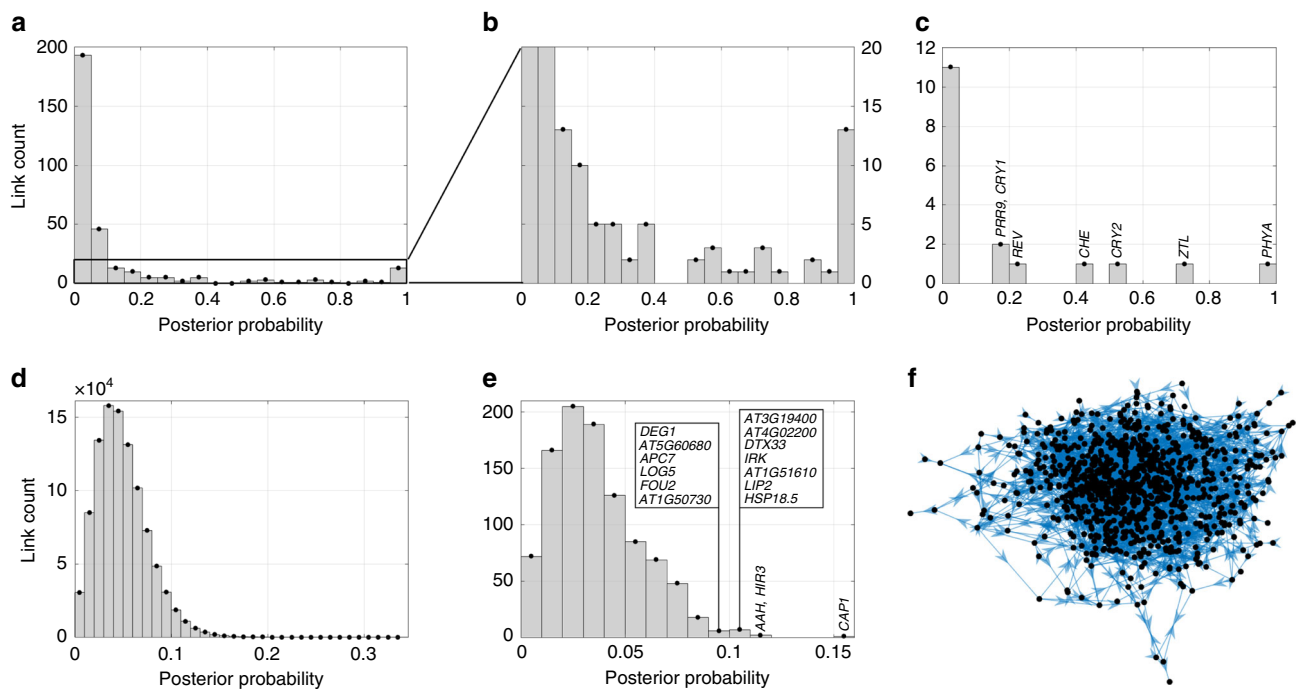 a
200
150
100
50
0
Link count
0
0.2
0.4
0.6
0.8
1
Posterior probability
b
20
15
10
5
0
0
0.2
0.4
0.6
0.8
1
Posterior probability
c
12
10
8
6
4
2
0
PRR9, CRY1
REV
CHE
CRY2
ZTL
PHYA
0
0.2
0.4
0.6
0.8
1
Posterior probability
d
×10⁴
15
10
5
0
Link count
0
0.1
0.2
0.3
Posterior probability
e
200
150
100
50
0
DEG1
AT5G60680
APC7
LOG5
FOU2
AT1G50730
AT3G19400
AT4G02200
DTX33
IRK
AT1G51610
LIP2
HSP18.5
AAH, HIR3
CAP1
0
0.05
0.1
0.15
Posterior probability
f